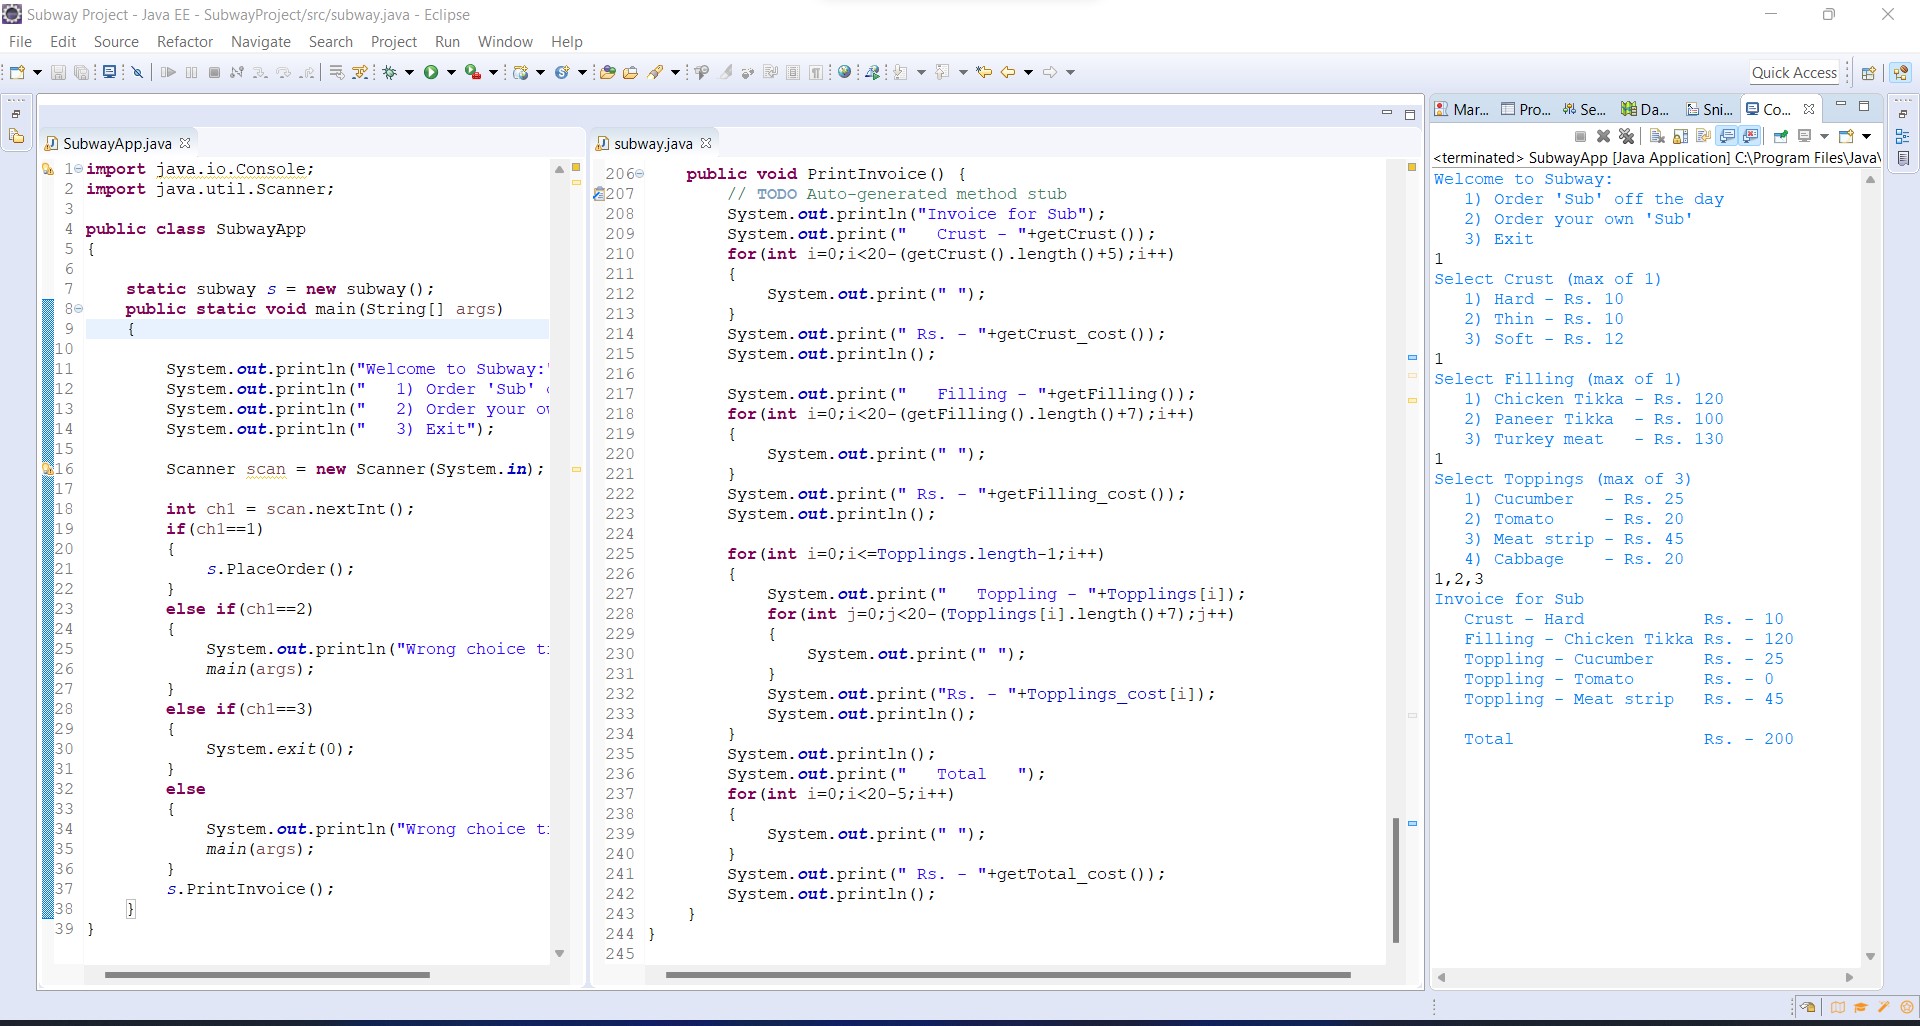 Subway Project - Java EE - SubwayProject/src/subway.java - Eclipse
File Edit Source Refactor Navigate Search Project Run Window Help
Quick Access
SubwayApp.java
1 import java.io.Console;
2 import java.util.Scanner;
3
4 public class SubwayApp
5 {
6
7 static subway s = new subway();
8 public static void main(String[] args)
9 {
10
11 System.out.println("Welcome to Subway:
12 System.out.println("   1) Order 'Sub'
13 System.out.println("   2) Order your o
14 System.out.println("   3) Exit");
15
16 Scanner scan = new Scanner(System.in);
17
18 int ch1 = scan.nextInt();
19 if(ch1==1)
20 {
21 s.PlaceOrder();
22 }
23 else if(ch1==2)
24 {
25 System.out.println("Wrong choice t
26 main(args);
27 }
28 else if(ch1==3)
29 {
30 System.exit(0);
31 }
32 else
33 {
34 System.out.println("Wrong choice t
35 main(args);
36 }
37 s.PrintInvoice();
38 }
39 }
subway.java
206 public void PrintInvoice() {
207 // TODO Auto-generated method stub
208 System.out.println("Invoice for Sub");
209 System.out.print("   Crust - "+getCrust());
210 for(int i=0;i<20-(getCrust().length()+5);i++)
211 {
212 System.out.print(" ");
213 }
214 System.out.print(" Rs. - "+getCrust_cost());
215 System.out.println();
216
217 System.out.print("   Filling - "+getFilling());
218 for(int i=0;i<20-(getFilling().length()+7);i++)
219 {
220 System.out.print(" ");
221 }
222 System.out.print(" Rs. - "+getFilling_cost());
223 System.out.println();
224
225 for(int i=0;i<=Topplings.length-1;i++)
226 {
227 System.out.print("   Toppling - "+Topplings[i]);
228 for(int j=0;j<20-(Topplings[i].length()+7);j++)
229 {
230 System.out.print(" ");
231 }
232 System.out.print("Rs. - "+Topplings_cost[i]);
233 System.out.println();
234 }
235 System.out.println();
236 System.out.print("   Total   ");
237 for(int i=0;i<20-5;i++)
238 {
239 System.out.print(" ");
240 }
241 System.out.print(" Rs. - "+getTotal_cost());
242 System.out.println();
243 }
244 }
245
Mar... Pro... Se... Da... Sni... Co...
<terminated> SubwayApp [Java Application] C:\Program Files\Java\
Welcome to Subway:
1) Order 'Sub' off the day
2) Order your own 'Sub'
3) Exit
1
Select Crust (max of 1)
1) Hard - Rs. 10
2) Thin - Rs. 10
3) Soft - Rs. 12
1
Select Filling (max of 1)
1) Chicken Tikka - Rs. 120
2) Paneer Tikka  - Rs. 100
3) Turkey meat   - Rs. 130
1
Select Toppings (max of 3)
1) Cucumber   - Rs. 25
2) Tomato     - Rs. 20
3) Meat strip - Rs. 45
4) Cabbage    - Rs. 20
1,2,3
Invoice for Sub
Crust - Hard            Rs. - 10
Filling - Chicken Tikka Rs. - 120
Toppling - Cucumber     Rs. - 25
Toppling - Tomato       Rs. - 0
Toppling - Meat strip   Rs. - 45
Total                   Rs. - 200